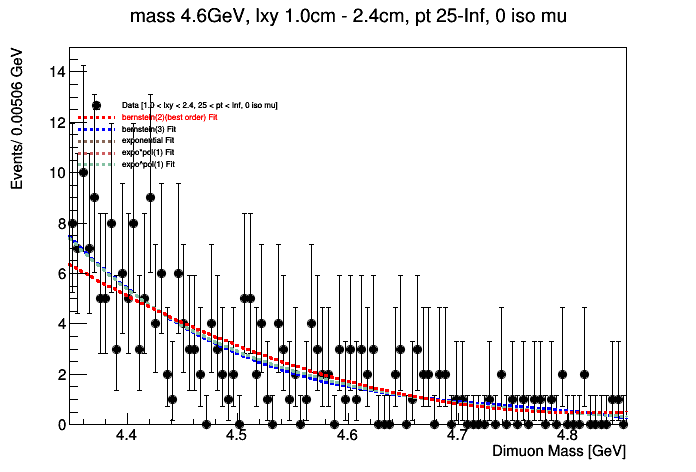 mass 4.6GeV, lxy 1.0cm - 2.4cm, pt 25-Inf, 0 iso mu
Events/ 0.00506 GeV
14
12
10
8
6
4
2
0
Data [1.0 < lxy < 2.4, 25 < pt < Inf, 0 iso mu]
bernstein(2)(best order) Fit
bernstein(3) Fit
exponential Fit
expo*pol(1) Fit
expo^pol(1) Fit
4.4 4.5 4.6 4.7 4.8
Dimuon Mass [GeV]